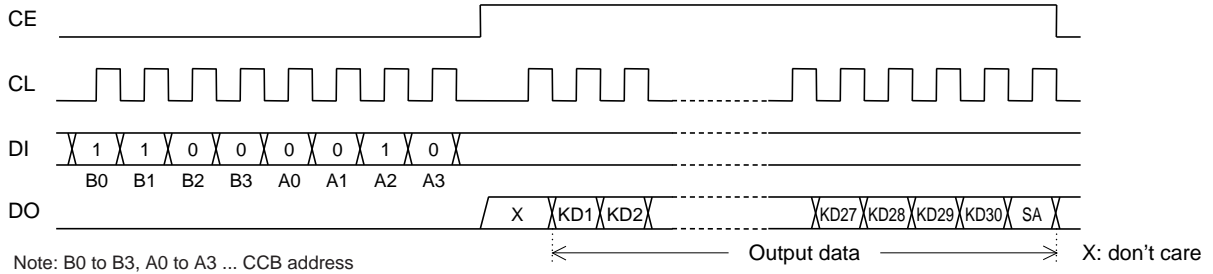 CE
CL
DI 1 1 0 0 0 0 1 0
B0 B1 B2 B3 A0 A1 A2 A3
DO X KD1 KD2 KD27 KD28 KD29 KD30 SA
Output data X: don't care
Note: B0 to B3, A0 to A3 ... CCB address